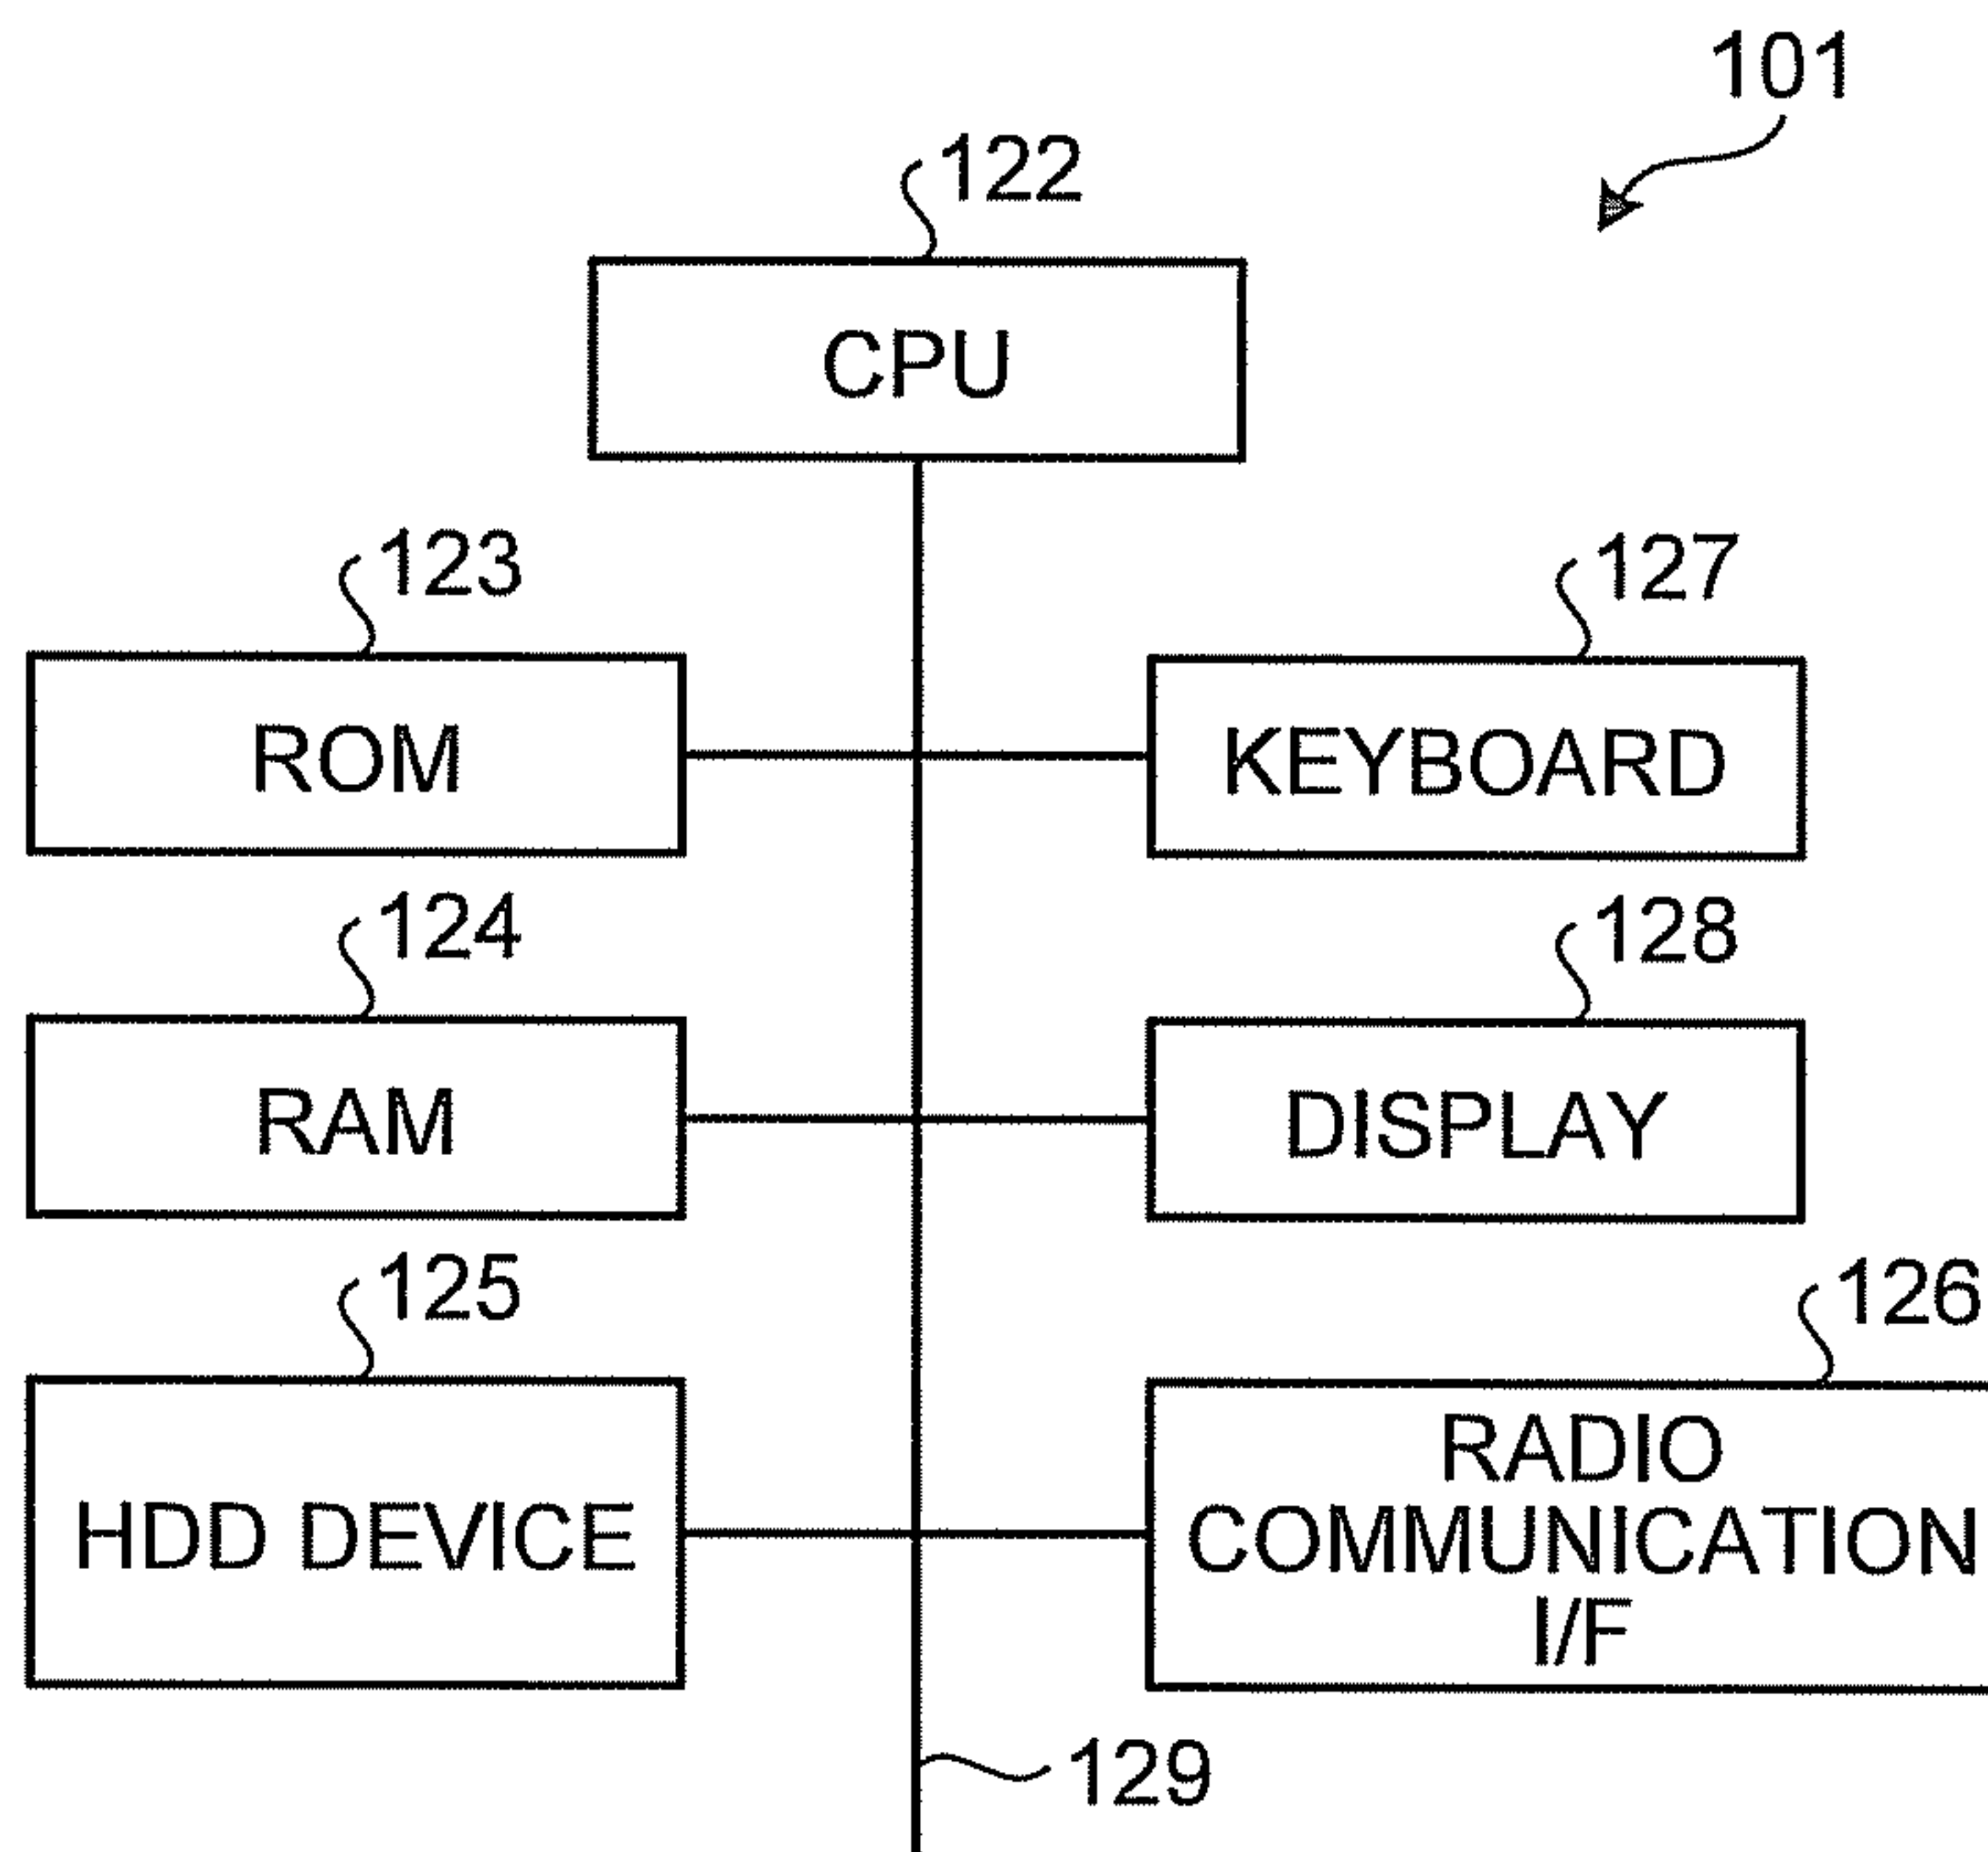 101
122
CPU
123
127
ROM
KEYBOARD
124
128
RAM
DISPLAY
125
126
HDD DEVICE
RADIO
COMMUNICATION
I/F
129